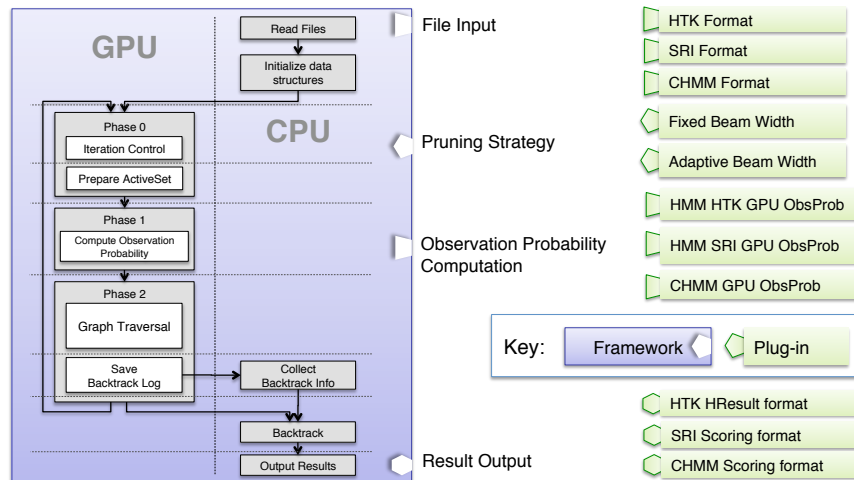 GPU
CPU
Read Files
Initialize data
structures
Phase 0
Iteration Control
Prepare ActiveSet
Phase 1
Compute Observation
Probability
Phase 2
Graph Traversal
Save
Backtrack Log
Collect
Backtrack Info
Backtrack
Output Results
File Input
Pruning Strategy
Observation Probability
Computation
Result Output
HTK Format
SRI Format
CHMM Format
Fixed Beam Width
Adaptive Beam Width
HMM HTK GPU ObsProb
HMM SRI GPU ObsProb
CHMM GPU ObsProb
Key:
Framework
Plug-in
HTK HResult format
SRI Scoring format
CHMM Scoring format